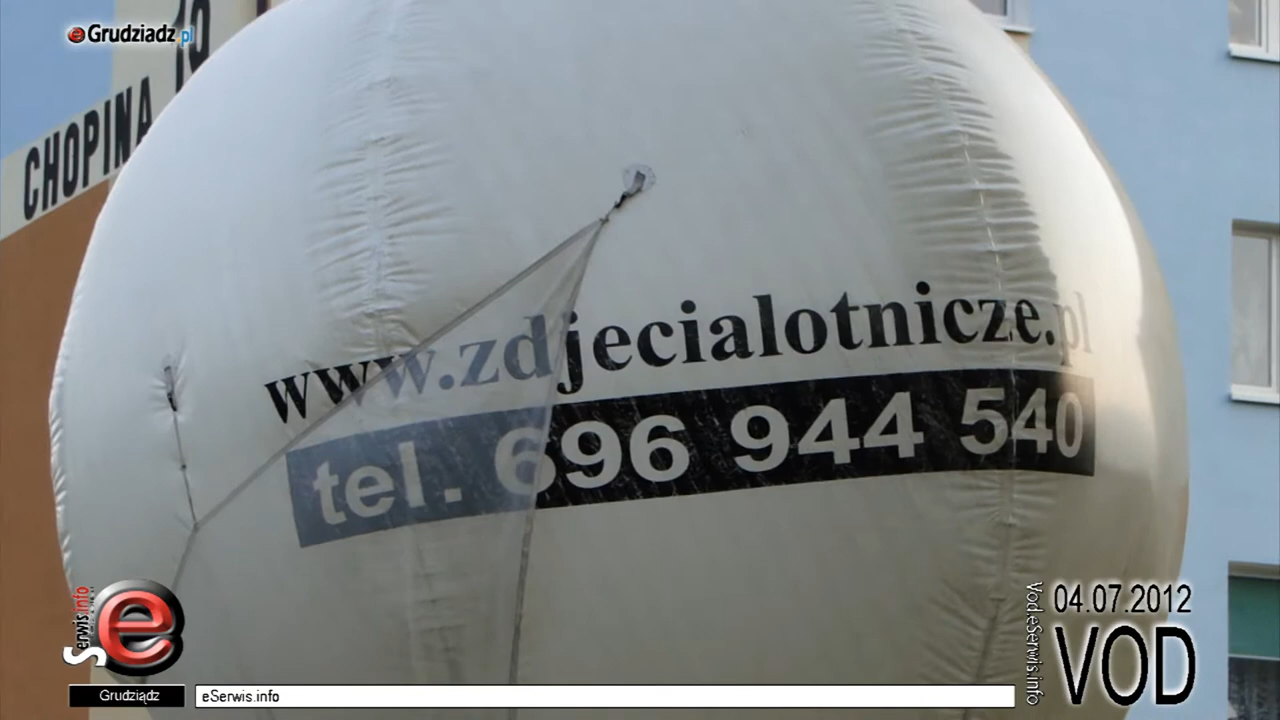 eGrudziadz.pl
CHOPINA 19
www.zdjecialotnicze.pl
tel. 696 944 540
eSerwis.info
Vod.eSerwis.info
04.07.2012
VOD
Grudziądz
eSerwis.info